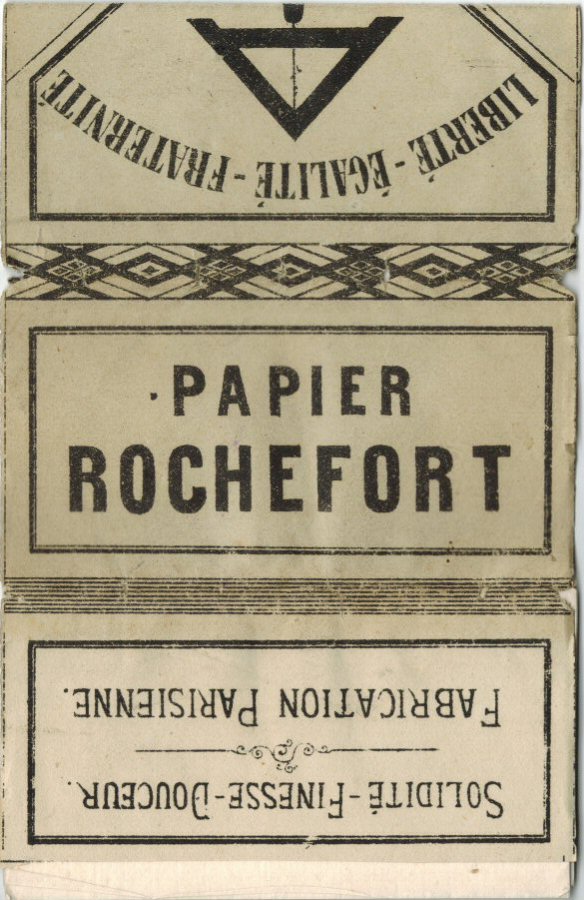 LIBERTÉ - ÉGALITÉ - FRATERNITÉ
PAPIER
ROCHEFORT
SOLIDITÉ-FINESSE-DOUCEUR.
FABRICATION PARISIENNE.